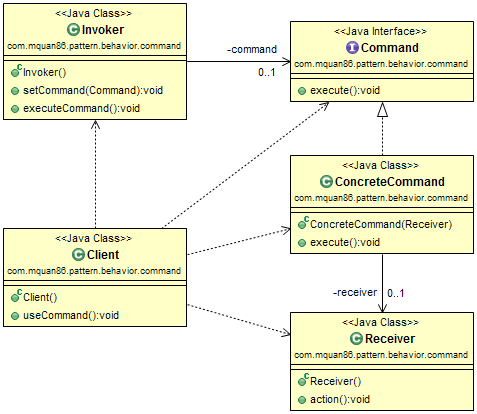 <<Java Class>>
Invoker
com.mquan86.pattern.behavior.command
Invoker()
setCommand(Command):void
executeCommand():void
-command
0..1
<<Java Interface>>
Command
com.mquan86.pattern.behavior.command
execute():void
<<Java Class>>
ConcreteCommand
com.mquan86.pattern.behavior.command
ConcreteCommand(Receiver)
execute():void
<<Java Class>>
Client
com.mquan86.pattern.behavior.command
Client()
useCommand():void
-receiver
0..1
<<Java Class>>
Receiver
com.mquan86.pattern.behavior.command
Receiver()
action():void